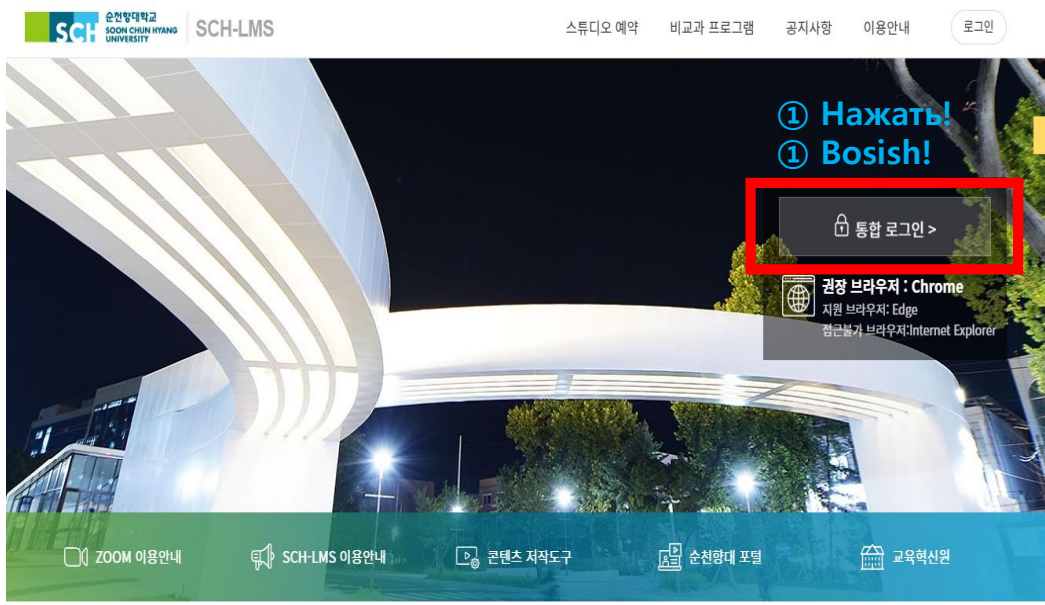 SCH 순천향대학교
SOON CHUN HYANG
UNIVERSITY
SCH-LMS
스튜디오 예약 비교과 프로그램 공지사항 이용안내 로그인
① Нажать!
① Bosish!
통합 로그인 >
권장 브라우저 : Chrome
지원 브라우저: Edge
접근불가 브라우저:Internet Explorer
ZOOM 이용안내 SCH-LMS 이용안내 콘텐츠 저작도구 순천향대 포털 교육혁신원